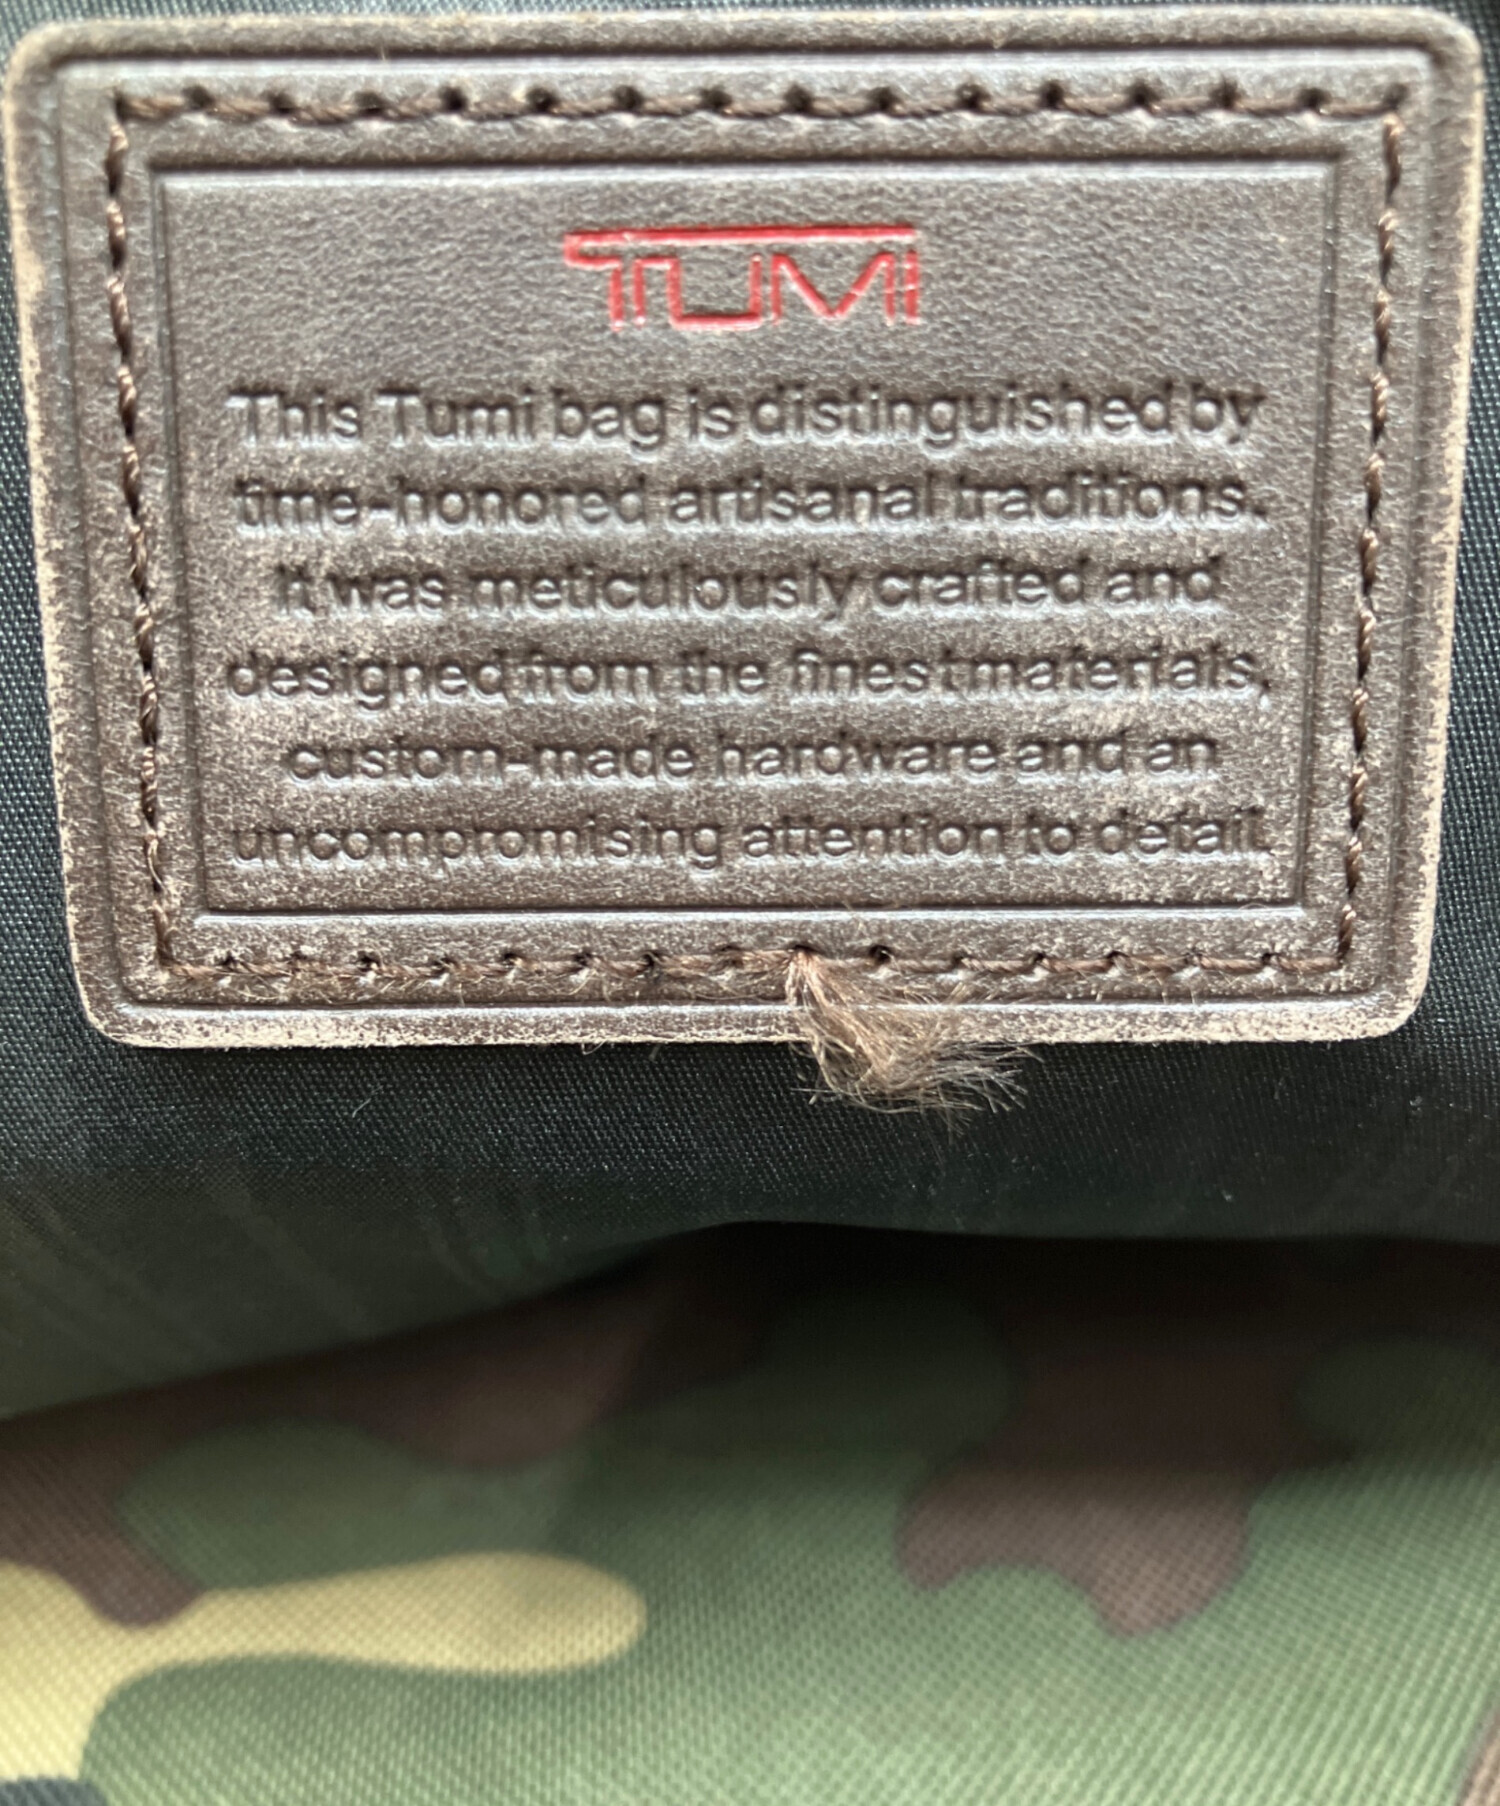 TUMI
This Tumi bag is distinguished by
time-honored artisanal traditions.
It was meticulously crafted and
designed from the finest materials,
custom-made hardware and an
uncompromising attention to detail.